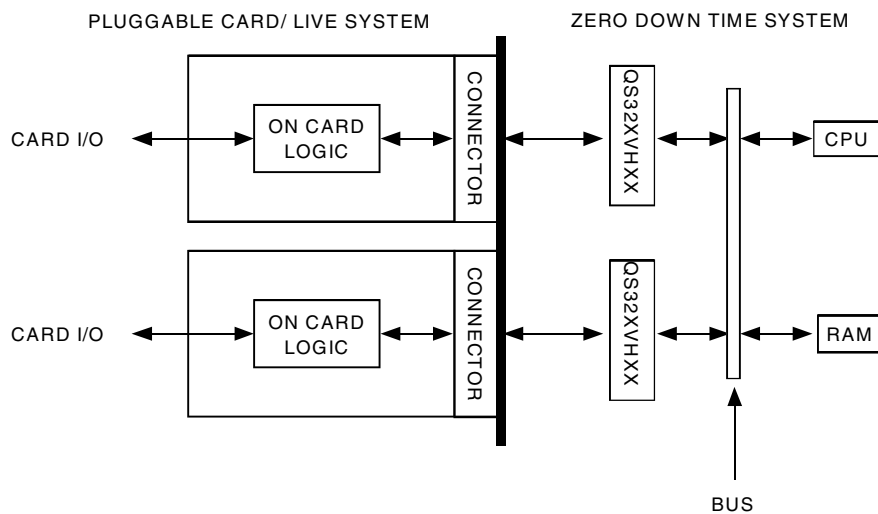 PLUGGABLE CARD/ LIVE SYSTEM
ZERO DOWN TIME SYSTEM
CARD I/O
ON CARD
LOGIC
CONNECTOR
QS32XVHXX
CPU
CARD I/O
ON CARD
LOGIC
CONNECTOR
QS32XVHXX
RAM
BUS